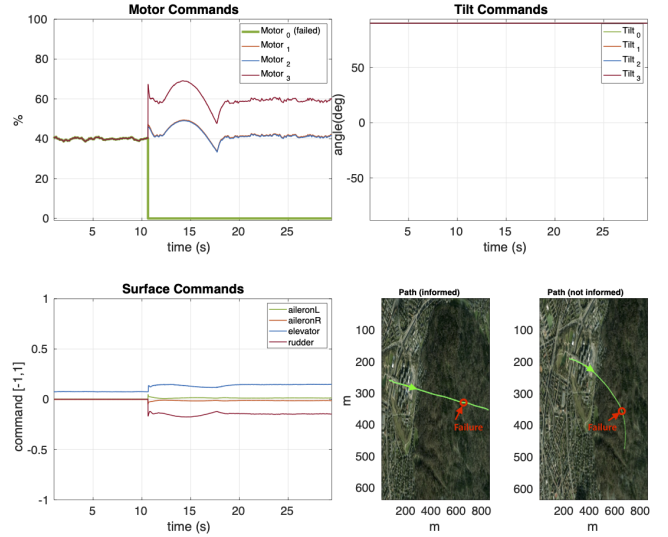 Motor Commands
100
80
60
40
20
0
%
5
10
15
20
25
time (s)
Motor 0 (failed)
Motor 1
Motor 2
Motor 3
Tilt Commands
50
0
-50
angle(deg)
5
10
15
20
25
time (s)
Tilt 0
Tilt 1
Tilt 2
Tilt 3
Surface Commands
1
0.5
0
-0.5
-1
command [-1,1]
5
10
15
20
25
time (s)
aileronL
aileronR
elevator
rudder
Path (informed)
100
200
300
400
500
600
m
200 400 600 800
m
Failure
Path (not informed)
100
200
300
400
500
600
200 400 600 800
m
Failure